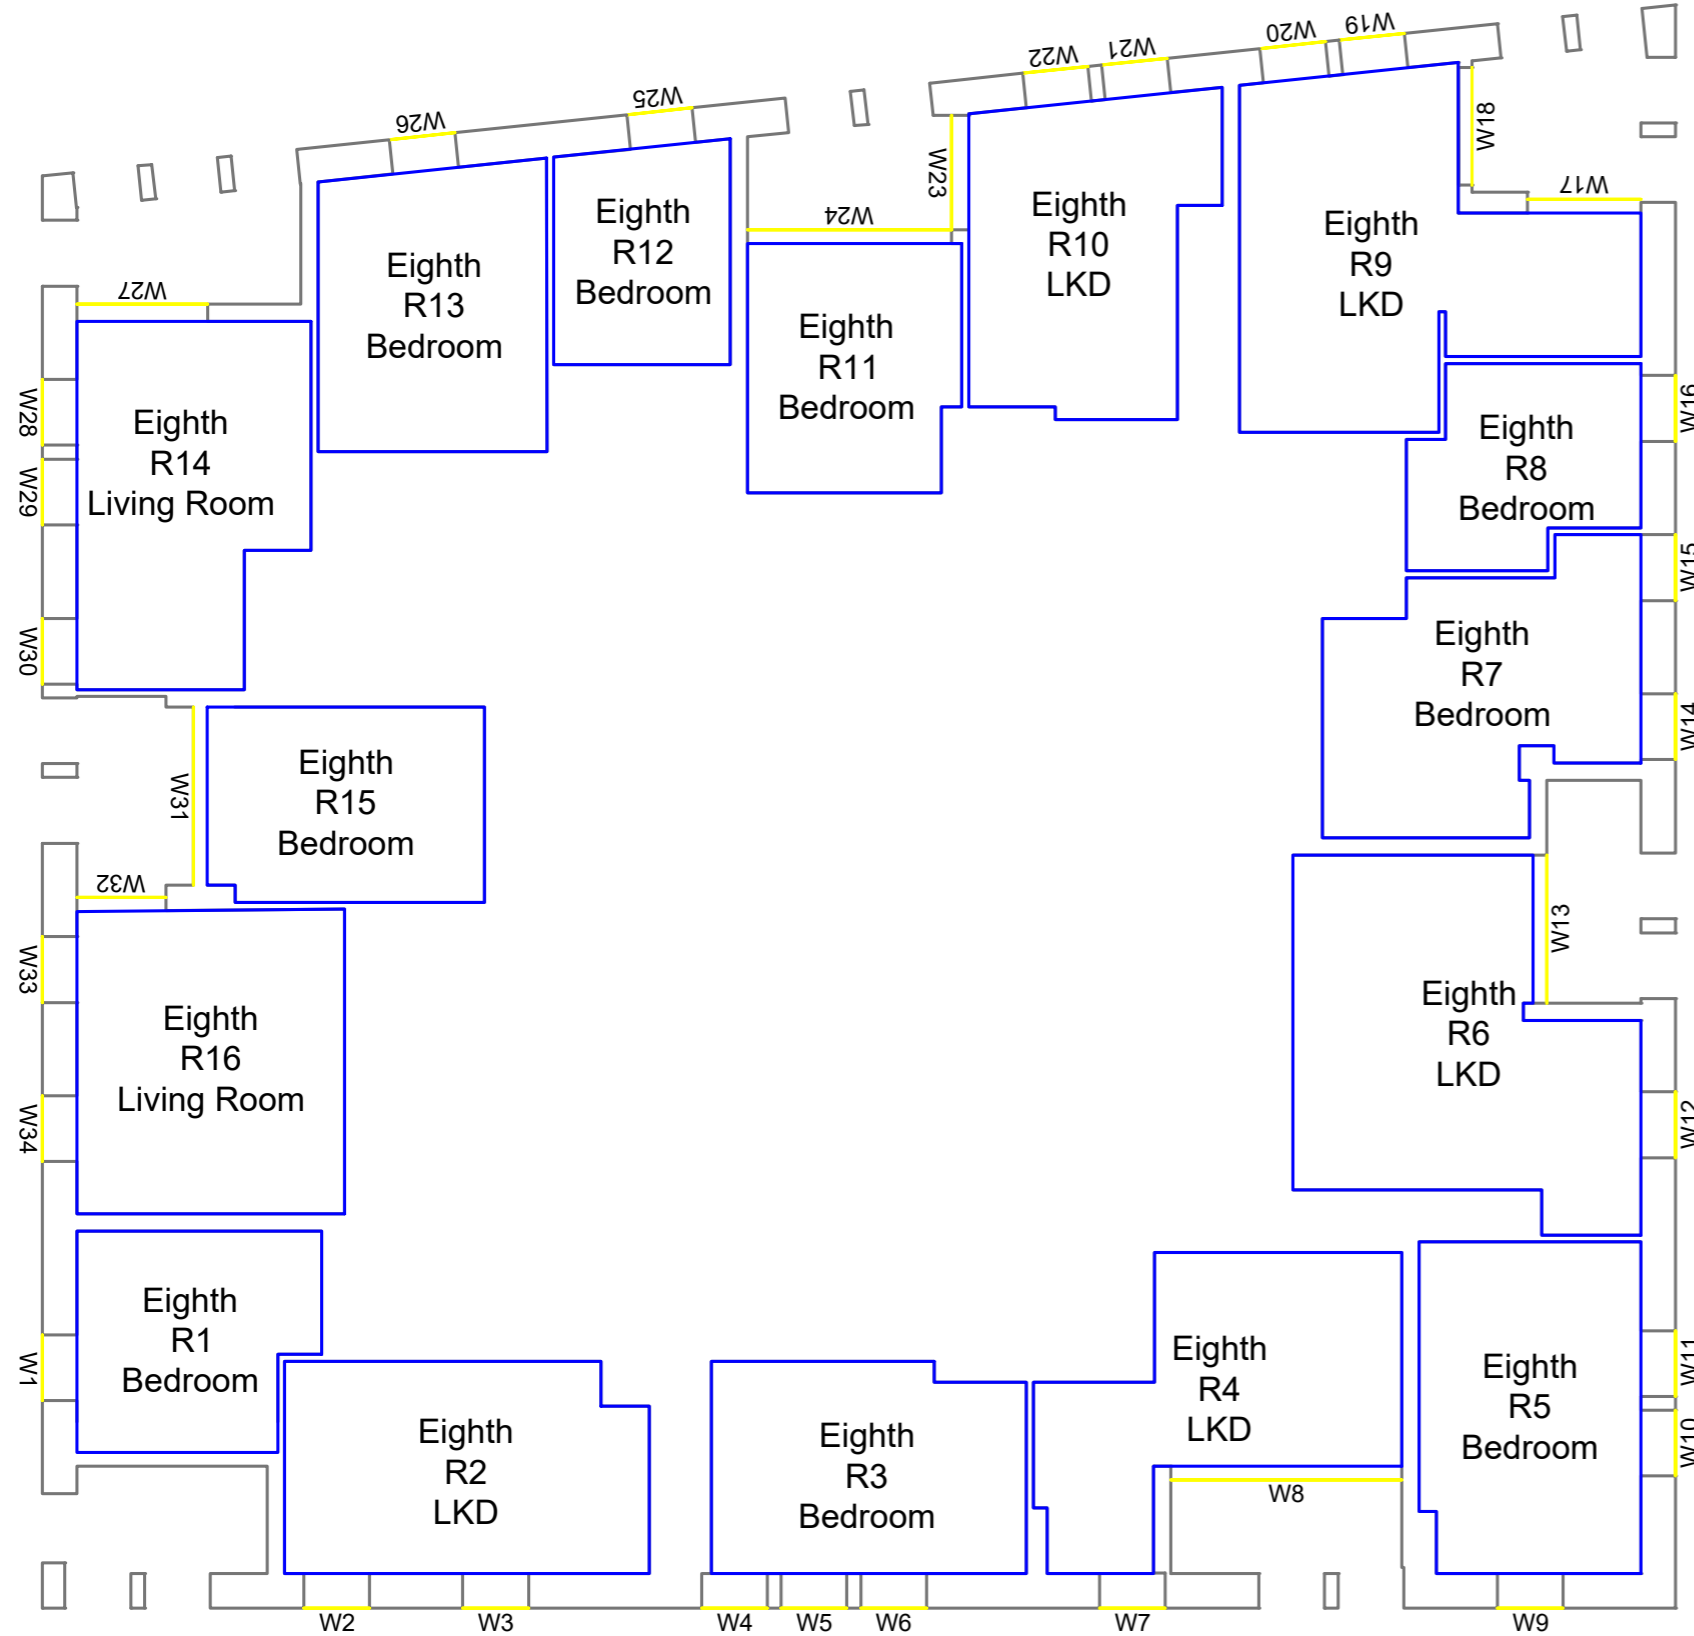 W19
W20
W21
W22
W25
W26
W18
W23
W17
W24
W27
Eighth
R10
LKD
Eighth
R12
Bedroom
Eighth
R9
LKD
Eighth
R13
Bedroom
Eighth
R11
Bedroom
W28
W29
W30
Eighth
R14
Living Room
W16
Eighth
R8
Bedroom
W15
Eighth
R7
Bedroom
W14
Eighth
R15
Bedroom
W31
W32
W13
W33
Eighth
R6
LKD
Eighth
R16
Living Room
W34
W12
Eighth
R1
Bedroom
W1
Eighth
R4
LKD
Eighth
R5
Bedroom
W11
W10
Eighth
R2
LKD
Eighth
R3
Bedroom
W8
W2
W3
W4
W5
W6
W7
W9